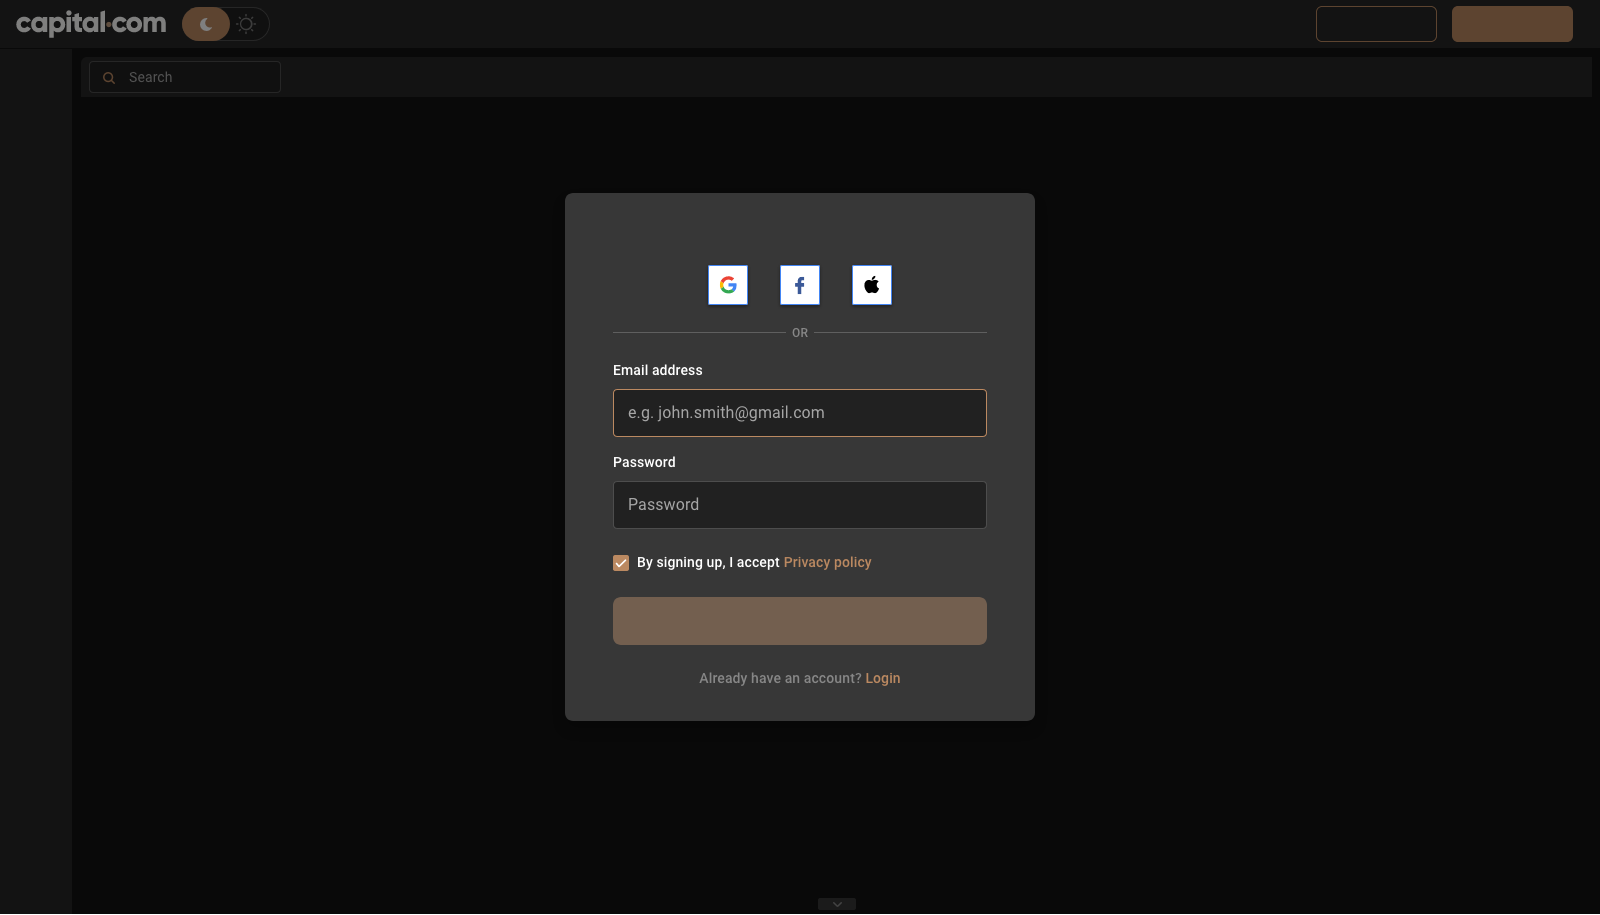 capital.com
Search
OR
Email address
e.g. john.smith@gmail.com
Password
Password
By signing up, I accept Privacy policy
Already have an account? Login